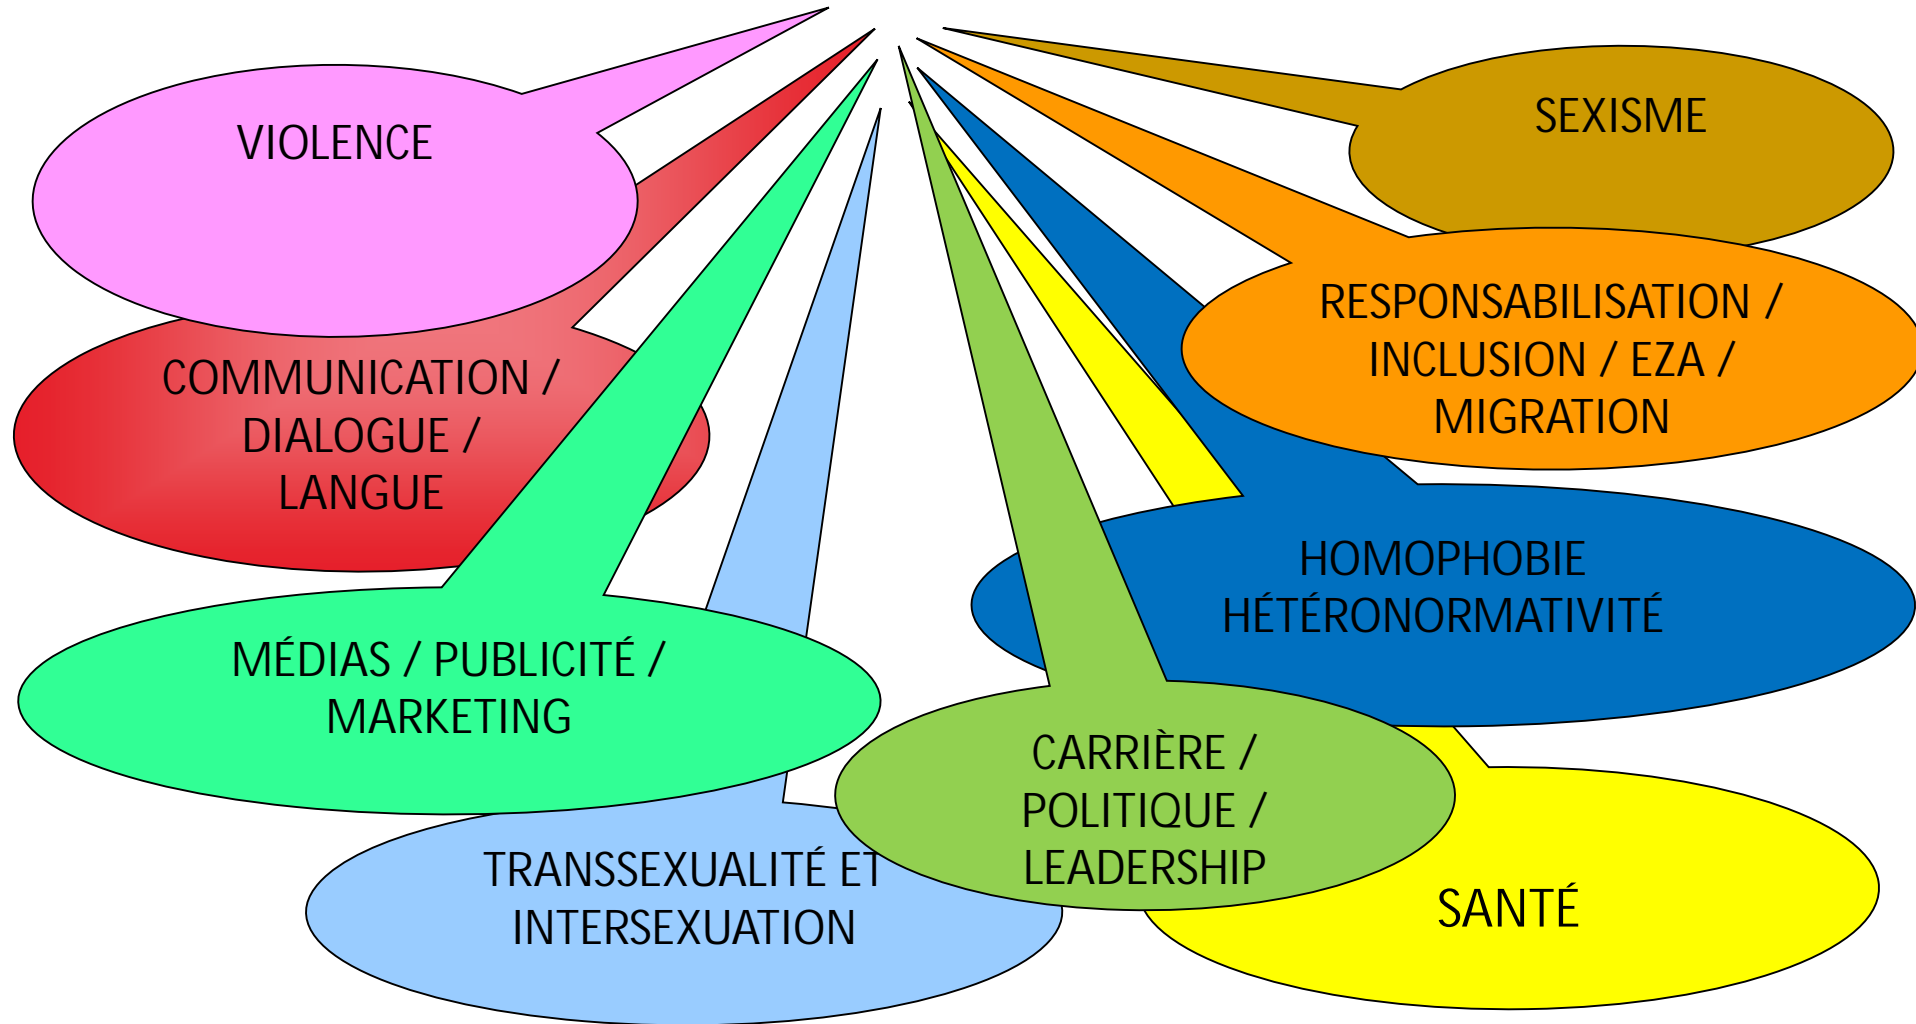 VIOLENCE
SEXISME
COMMUNICATION /
DIALOGUE /
LANGUE
RESPONSABILISATION /
INCLUSION / EZA /
MIGRATION
HOMOPHOBIE
HÉTÉRONORMATIVITÉ
MÉDIAS / PUBLICITÉ /
MARKETING
CARRIÈRE /
POLITIQUE /
LEADERSHIP
TRANSSEXUALITÉ ET
INTERSEXUATION
SANTÉ